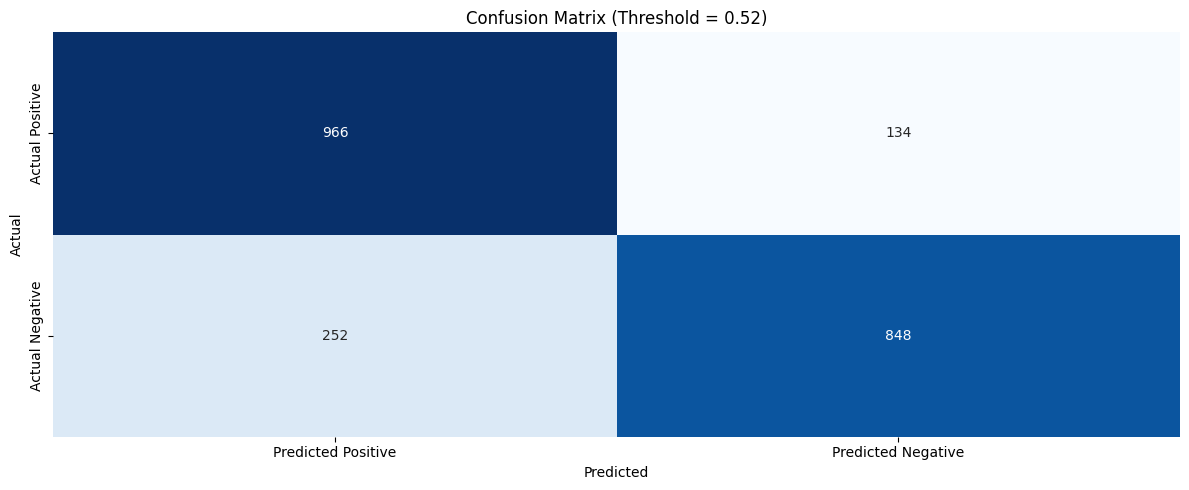 Confusion Matrix (Threshold = 0.52)
Actual
Actual Positive
966
134
Actual Negative
252
848
Predicted Positive
Predicted Negative
Predicted